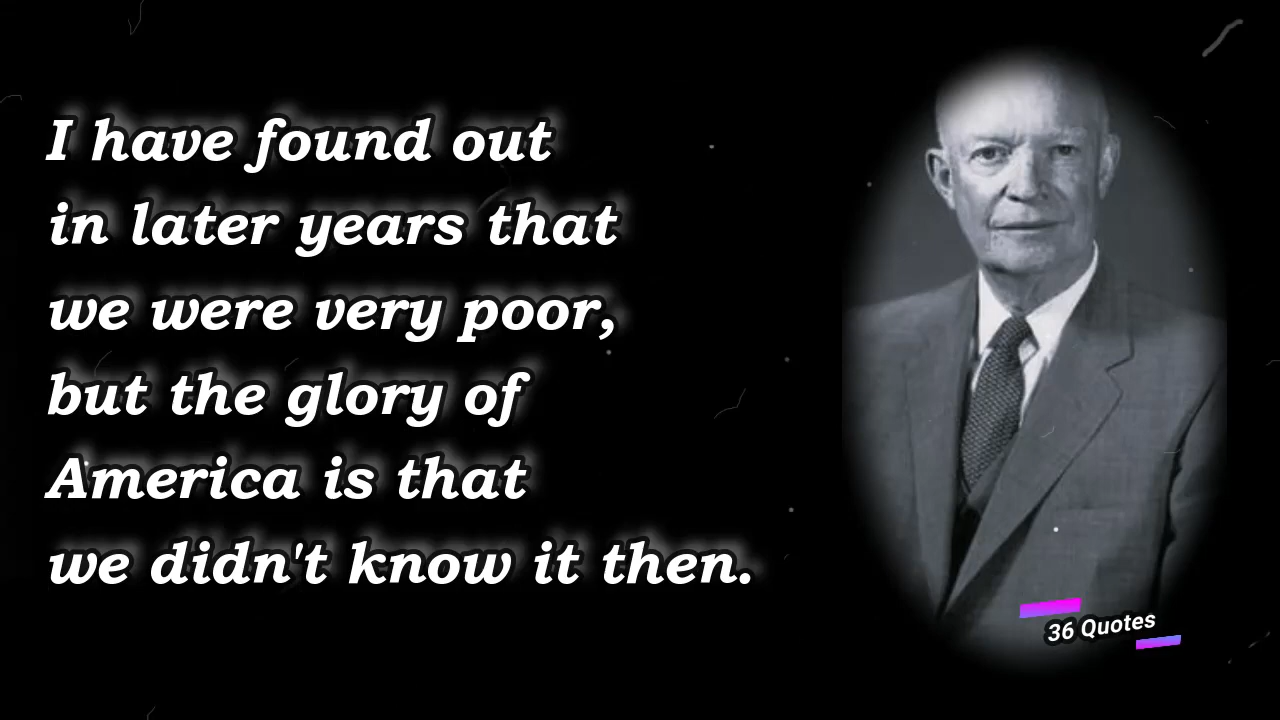 I have found out
in later years that
we were very poor,
but the glory of
America is that
we didn't know it then.
36 Quotes